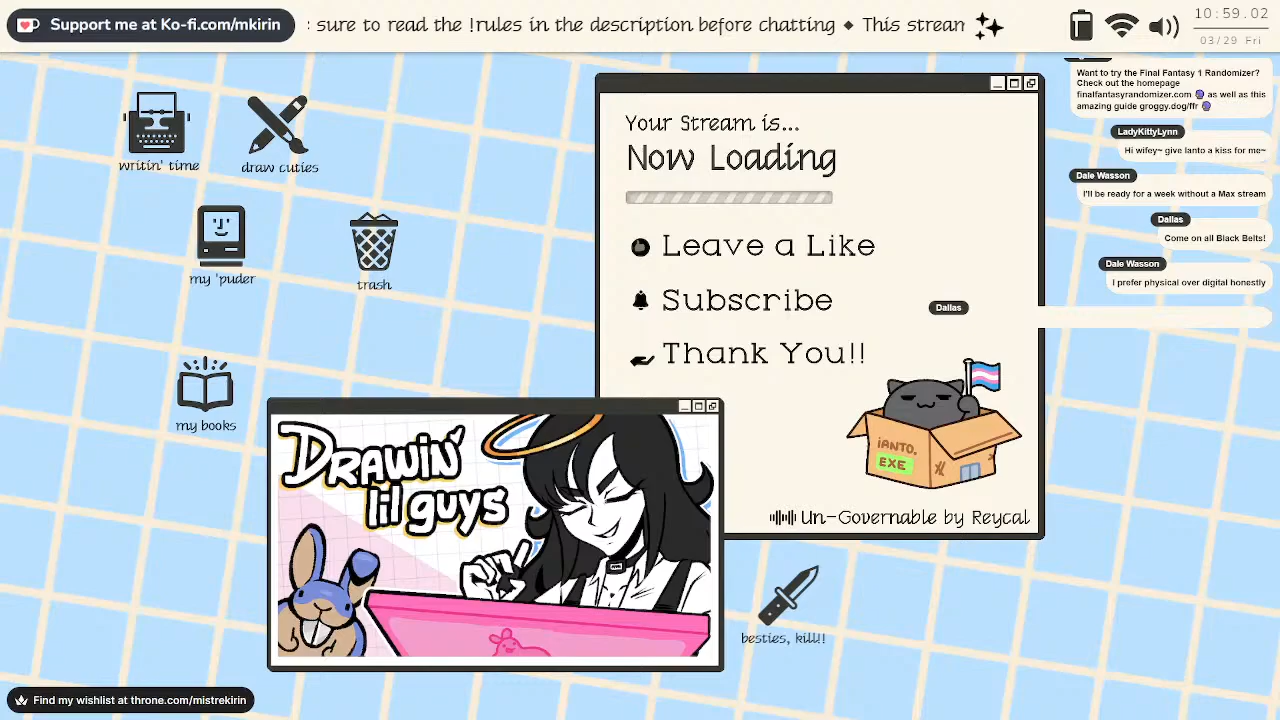 Support me at Ko-fi.com/mkirin
: sure to read the !rules in the description before chatting ◆ This stream
10:59.02
03/29 Fri
writin' time
draw cuties
my 'puder
trash
my books
Your Stream is...
Now Loading
Leave a Like
Subscribe
Thank You!!
IANTO.
EXE
Un-Governable by Reycal
DRAWIN'
lil guys
besties, kill!!
Want to try the Final Fantasy 1 Randomizer?
Check out the homepage
finalfantasyrandomizer.com as well as this
amazing guide groggy.dog/ffr
LadyKittyLynn
Hi wifey~ give Ianto a kiss for me~
Dale Wasson
I'll be ready for a week without a Max stream
Dallas
Come on all Black Belts!
Dale Wasson
I prefer physical over digital honestly
Dallas
Find my wishlist at throne.com/mistrekirin